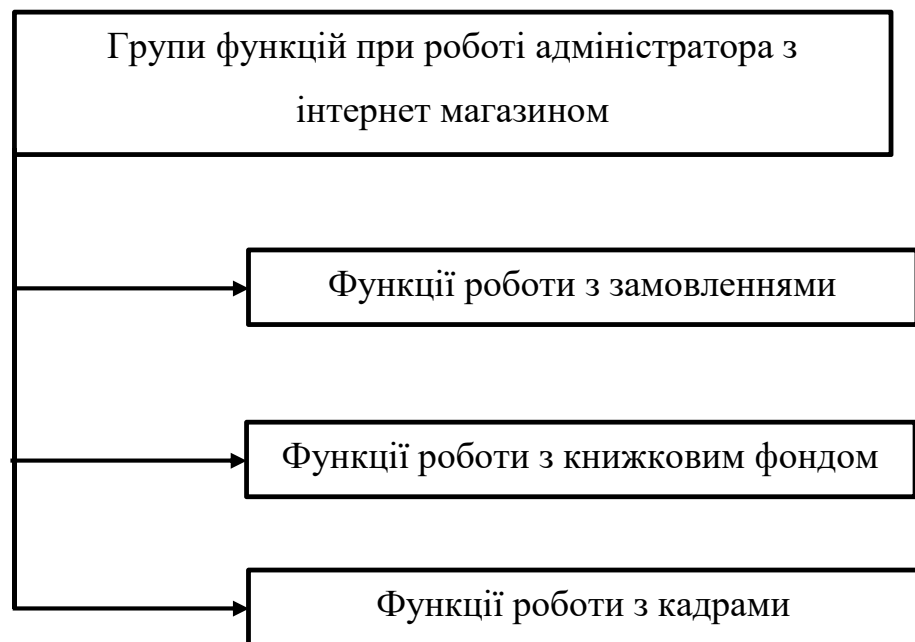 Групи функцій при роботі адміністратора з
інтернет магазином
Функції роботи з замовленнями
Функції роботи з книжковим фондом
Функції роботи з кадрами